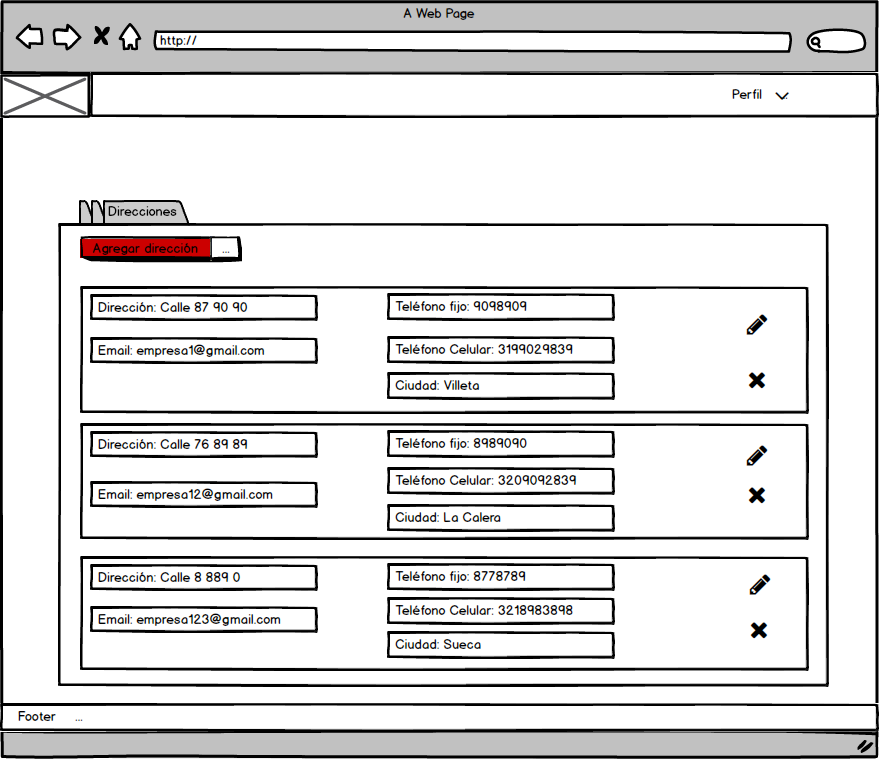 A Web Page
http://
Perfil
Direcciones
Agregar dirección ...
Dirección: Calle 87 90 90
Teléfono fijo: 9098909
Email: empresa1@gmail.com
Teléfono Celular: 3199029839
Ciudad: Villeta
Dirección: Calle 76 89 89
Teléfono fijo: 8989090
Email: empresa12@gmail.com
Teléfono Celular: 3209092839
Ciudad: La Calera
Dirección: Calle 8 889 0
Teléfono fijo: 8778789
Email: empresa123@gmail.com
Teléfono Celular: 3218983898
Ciudad: Sueca
Footer ...